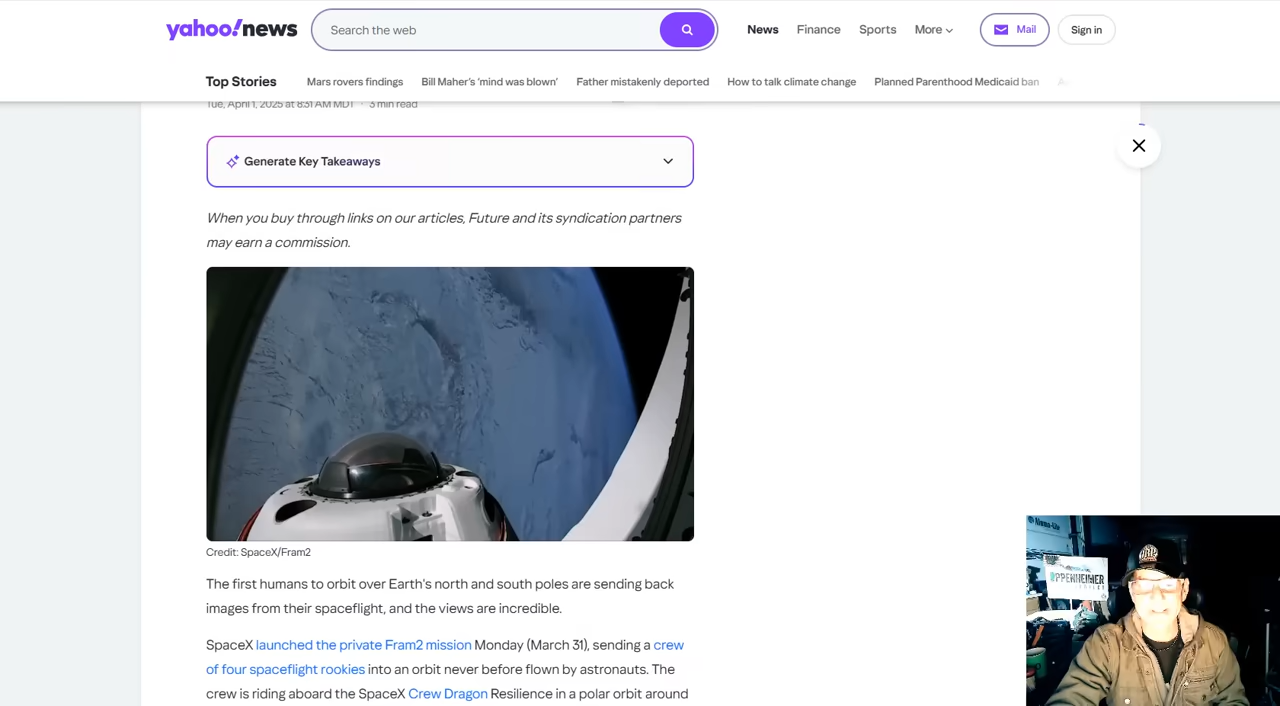 yahoo!news
Search the web
News
Finance
Sports
More
Mail
Sign in
Top Stories
Mars rovers findings
Bill Maher's 'mind was blown'
Father mistakenly deported
How to talk climate change
Planned Parenthood Medicaid ban
Tue, April 1, 2025 at 8:31 AM MDT · 3 min read
Generate Key Takeaways
When you buy through links on our articles, Future and its syndication partners
may earn a commission.
Credit: SpaceX/Fram2
The first humans to orbit over Earth's north and south poles are sending back
images from their spaceflight, and the views are incredible.
SpaceX launched the private Fram2 mission Monday (March 31), sending a crew
of four spaceflight rookies into an orbit never before flown by astronauts. The
crew is riding aboard the SpaceX Crew Dragon Resilience in a polar orbit around
PPENHEIMER